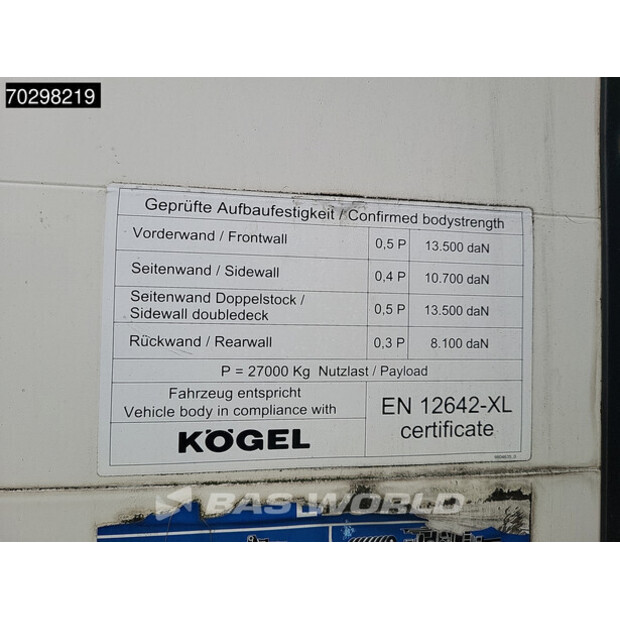 70298219
Geprüfte Aufbaufestigkeit / Confirmed bodystrength
Vorderwand / Frontwall 0,5 P 13.500 daN
Seitenwand / Sidewall 0,4 P 10.700 daN
Seitenwand Doppelstock /
Sidewall doubledeck 0,5 P 13.500 daN
Rückwand / Rearwall 0,3 P 8.100 daN
P = 27000 Kg Nutzlast / Payload
Fahrzeug entspricht
Vehicle body in compliance with
KÖGEL
EN 12642-XL
certificate
BAS WORLD